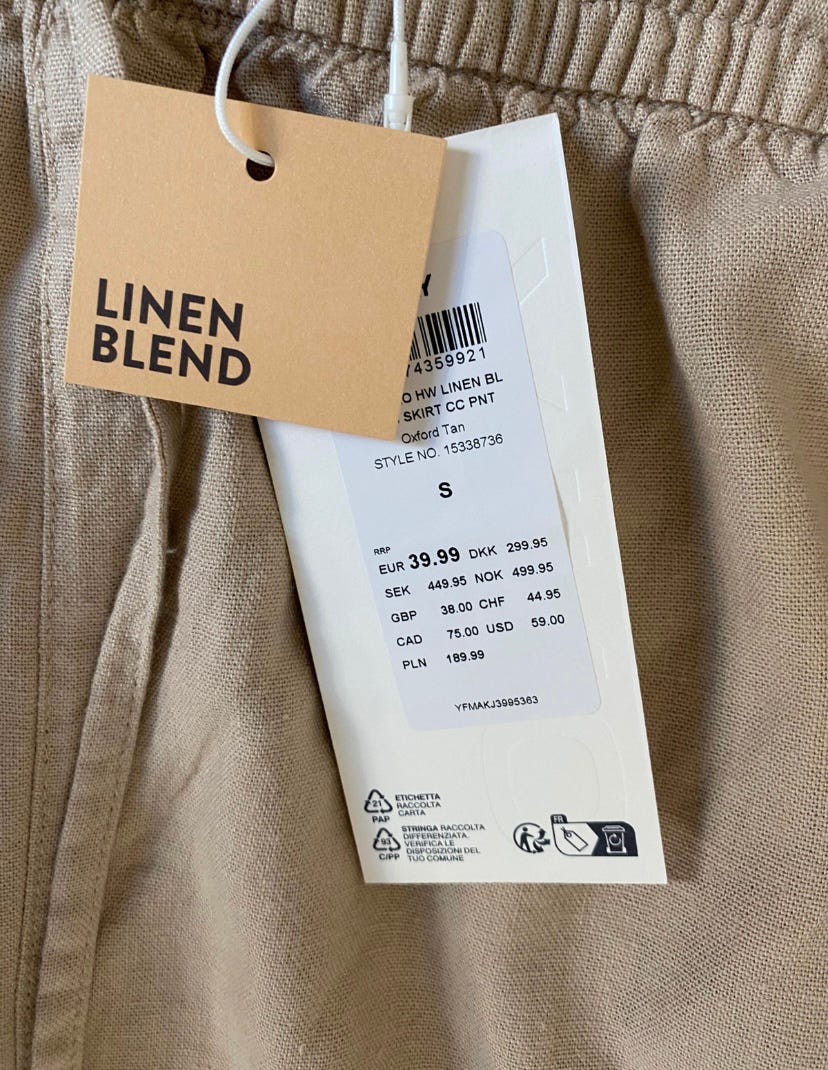 LINEN
BLEND
Y
74359921
O HW LINEN BL
SKIRT CC PNT
Oxford Tan
STYLE NO. 15338736
S
RRP
EUR 39.99 DKK 299.95
SEK 449.95 NOK 499.95
GBP 38.00 CHF 44.95
CAD 75.00 USD 59.00
PLN 189.99
YFMAKJ3995363
21
PAP
ETICHETTA
RACCOLTA
CARTA
93
C/PP
STRINGA RACCOLTA
DIFFERENZIATA.
VERIFICA LE
DISPOSIZIONI DEL
TUO COMUNE
FR